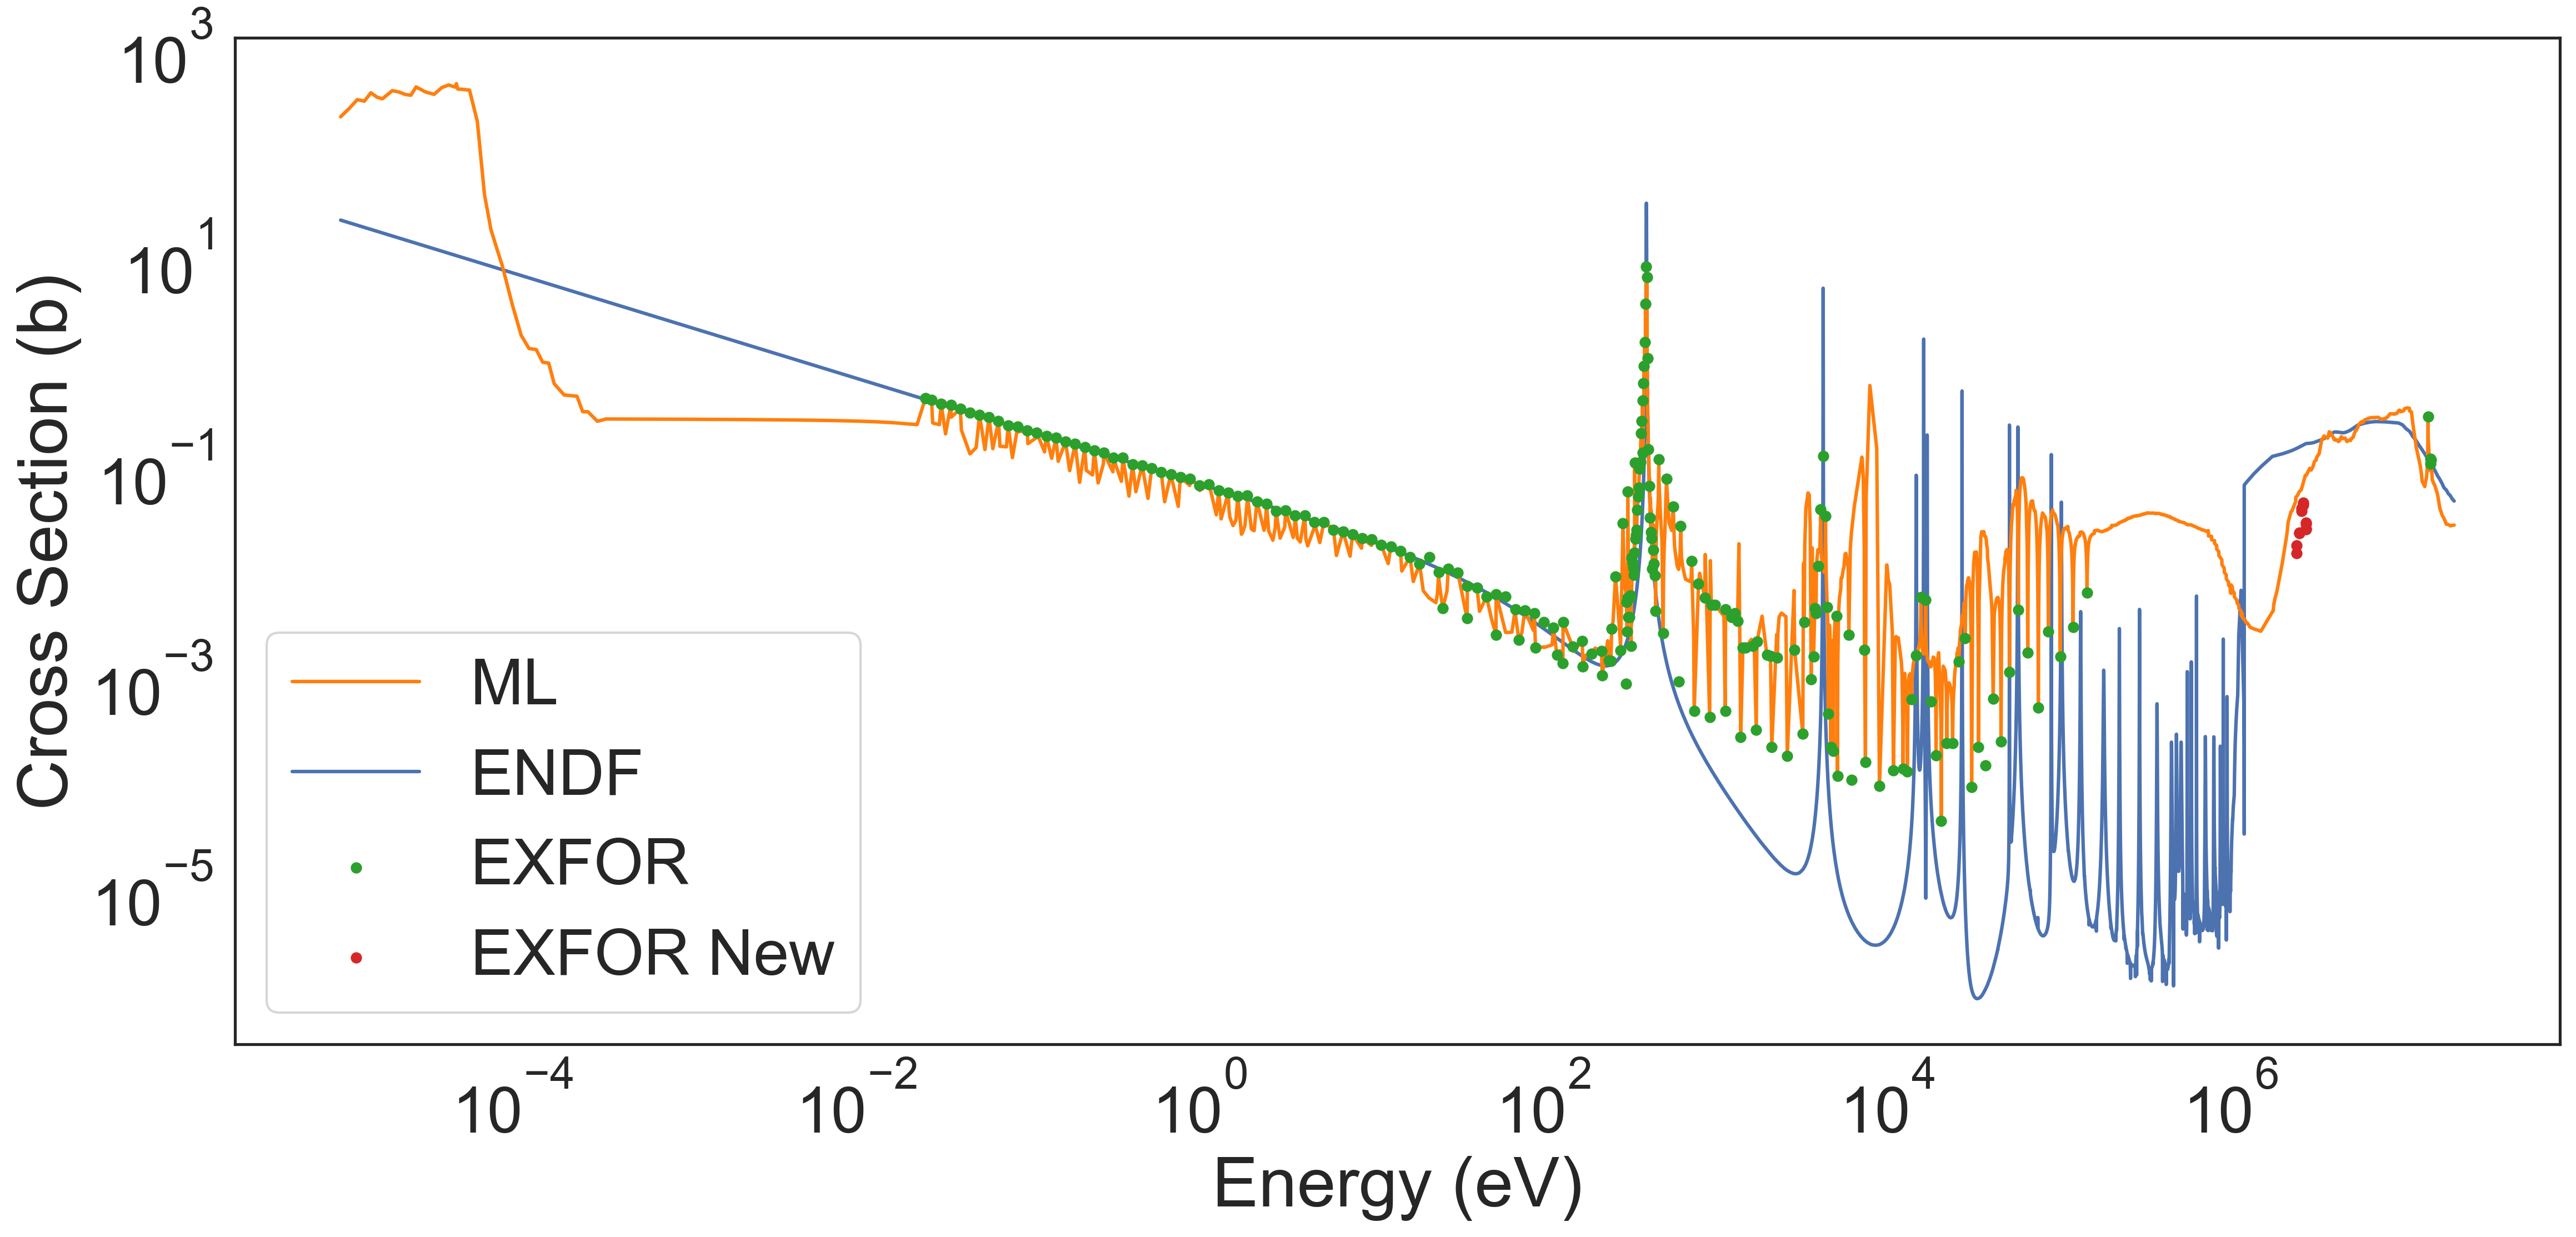 Cross Section (b)
10^3
10^1
10^−1
10^−3
10^−5
ML
ENDF
EXFOR
EXFOR New
10^−4
10^−2
10^0
10^2
10^4
10^6
Energy (eV)